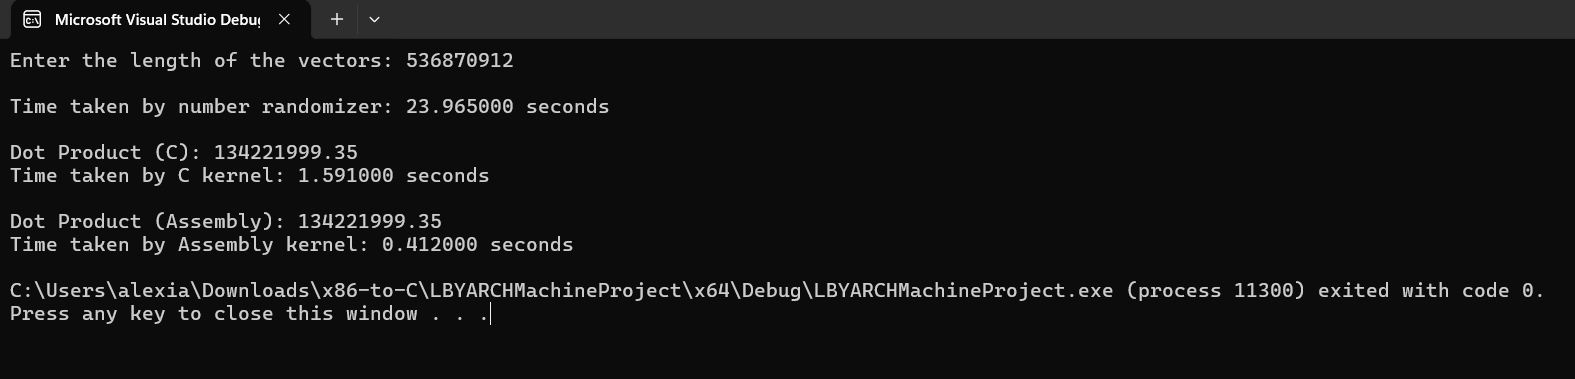 Microsoft Visual Studio Debu
Enter the length of the vectors: 536870912
Time taken by number randomizer: 23.965000 seconds
Dot Product (C): 134221999.35
Time taken by C kernel: 1.591000 seconds
Dot Product (Assembly): 134221999.35
Time taken by Assembly kernel: 0.412000 seconds
C:\Users\alexia\Downloads\x86-to-C\LBYARCHMachineProject\x64\Debug\LBYARCHMachineProject.exe (process 11300) exited with code 0.
Press any key to close this window . . .